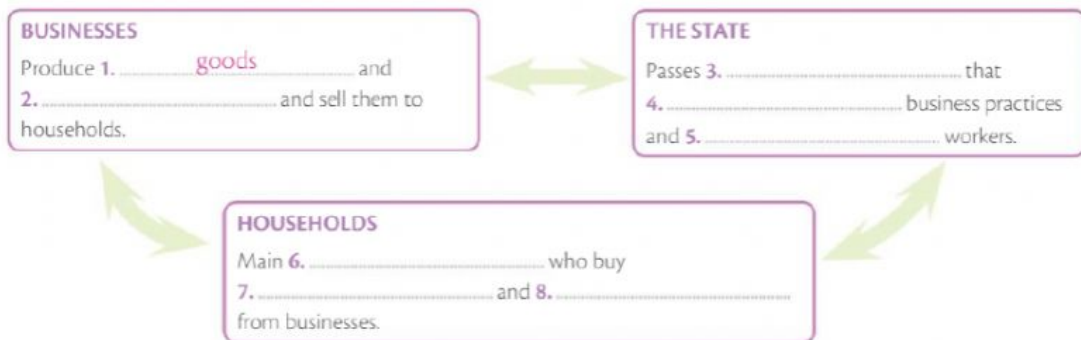 BUSINESSES
Produce 1. goods and
2. and sell them to
households.
THE STATE
Passes 3. that
4. business practices
and 5. workers.
HOUSEHOLDS
Main 6. who buy
7. and 8.
from businesses.